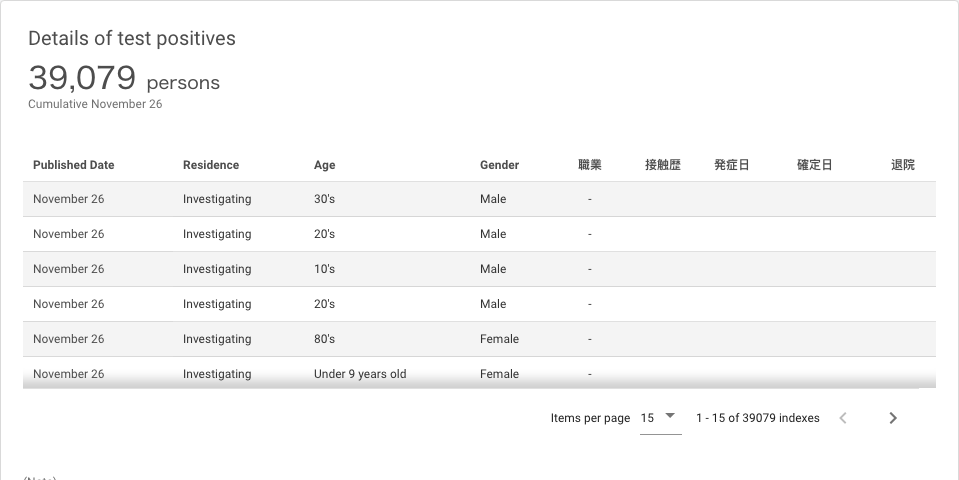 Details of test positives
39,079 persons
Cumulative November 26
Published Date Residence Age Gender 職業 接触歴 発症日 確定日 退院
November 26 Investigating 30's Male -
November 26 Investigating 20's Male -
November 26 Investigating 10's Male -
November 26 Investigating 20's Male -
November 26 Investigating 80's Female -
November 26 Investigating Under 9 years old Female -
Items per page 15 1 - 15 of 39079 indexes
(Note)